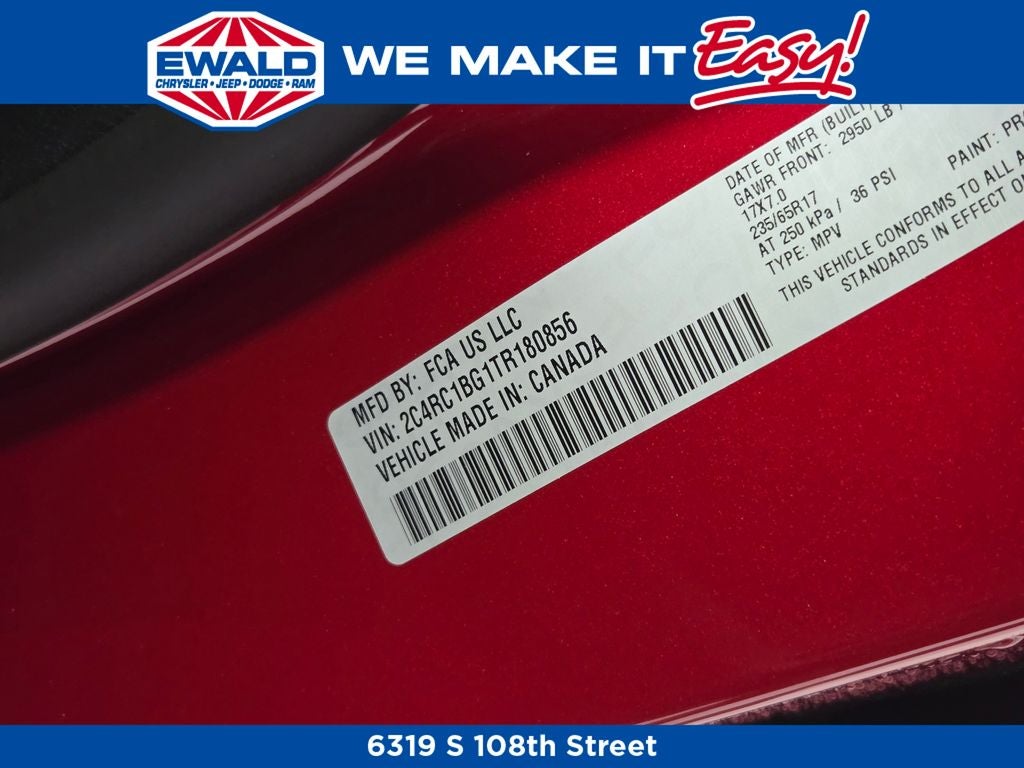 EWALD
CHRYSLER • JEEP • DODGE • RAM
WE MAKE IT Easy!
DATE OF MFR (BUILT)
GAWR FRONT: 2950 LB
17X7.0
235/65R17
AT 250 kPa / 36 PSI
TYPE: MPV
PAINT:
THIS VEHICLE CONFORMS TO ALL
STANDARDS IN EFFECT
MFD BY: FCA US LLC
VIN: 2C4RC1BG1TR180856
VEHICLE MADE IN: CANADA
6319 S 108th Street